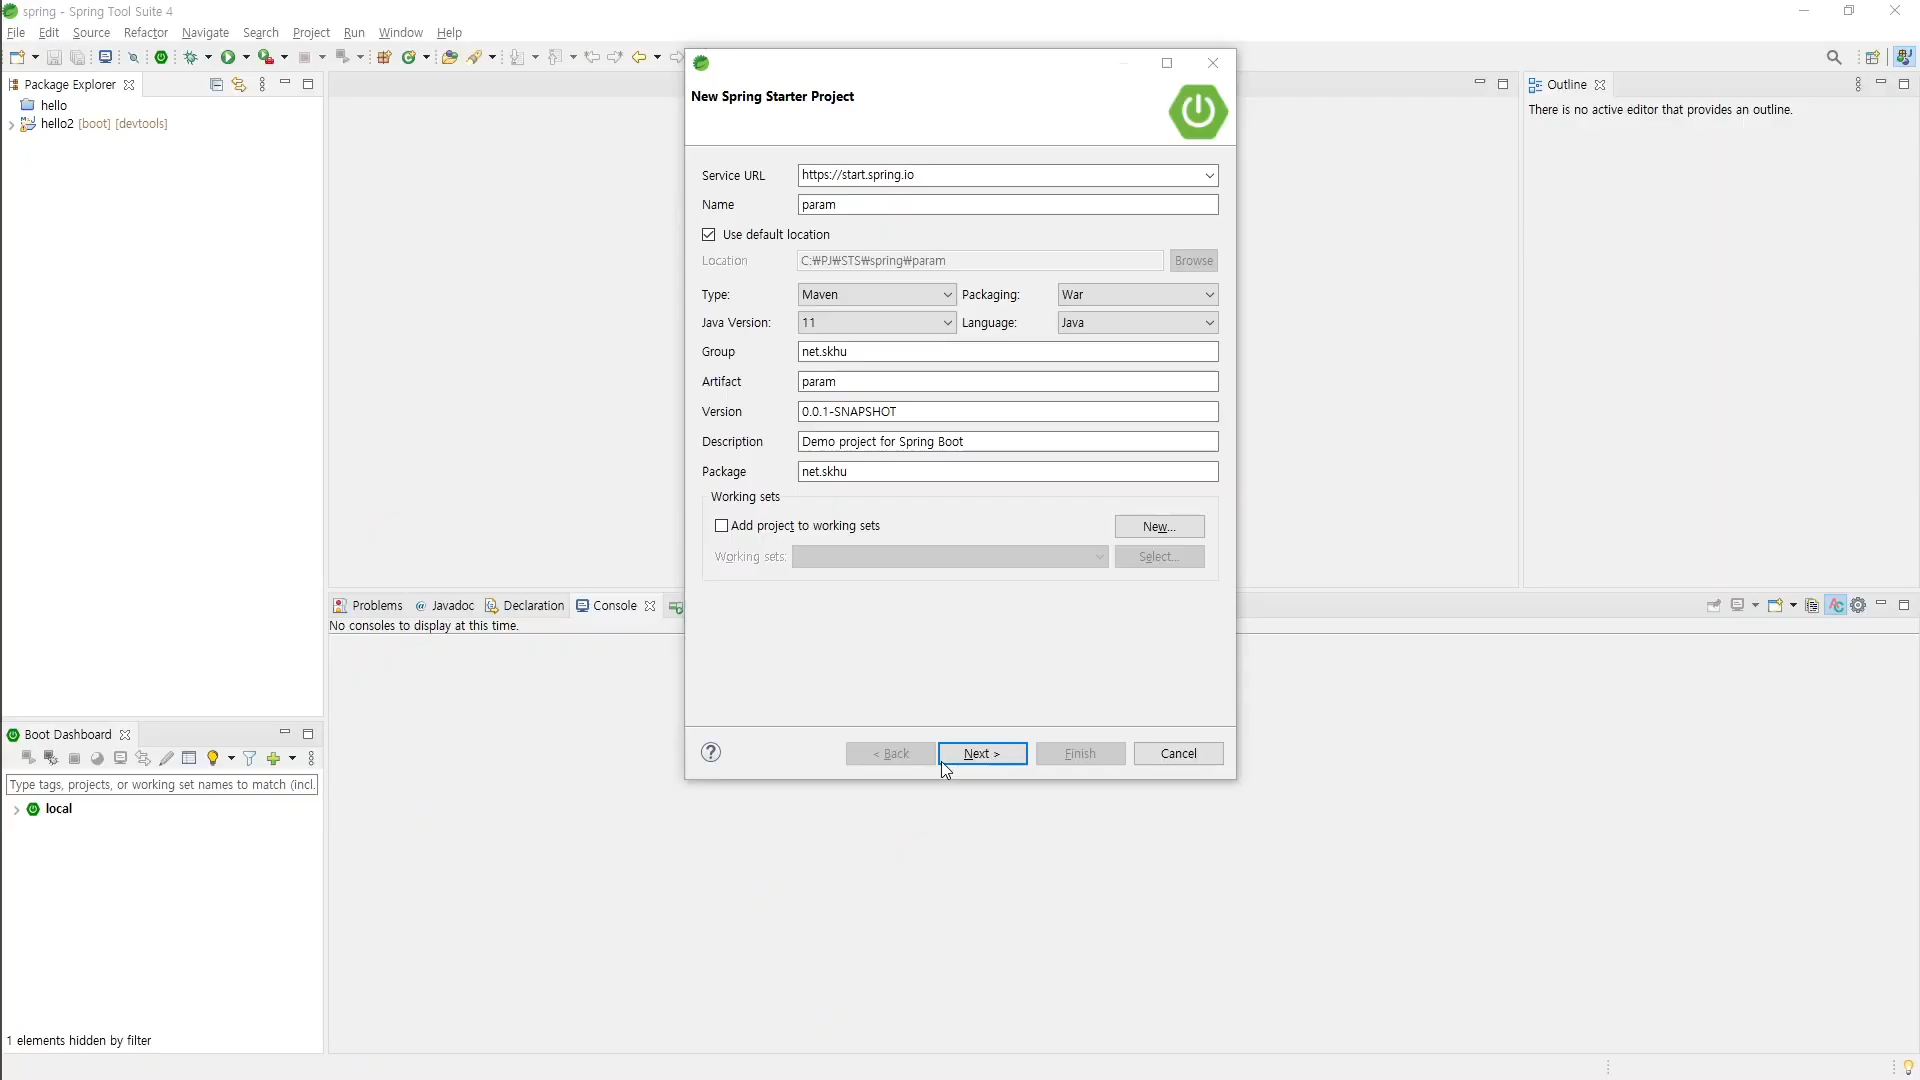 spring - Spring Tool Suite 4
File Edit Source Refactor Navigate Search Project Run Window Help
Package Explorer
hello
hello2 [boot] [devtools]
New Spring Starter Project
Service URL https://start.spring.io
Name param
Use default location
Location C:₩PJ₩STS₩spring₩param Browse
Type: Maven Packaging: War
Java Version: 11 Language: Java
Group net.skhu
Artifact param
Version 0.0.1-SNAPSHOT
Description Demo project for Spring Boot
Package net.skhu
Working sets
Add project to working sets New...
Working sets: Select...
< Back Next > Finish Cancel
Outline
There is no active editor that provides an outline.
Problems @ Javadoc Declaration Console
No consoles to display at this time.
Boot Dashboard
Type tags, projects, or working set names to match (incl.
local
1 elements hidden by filter